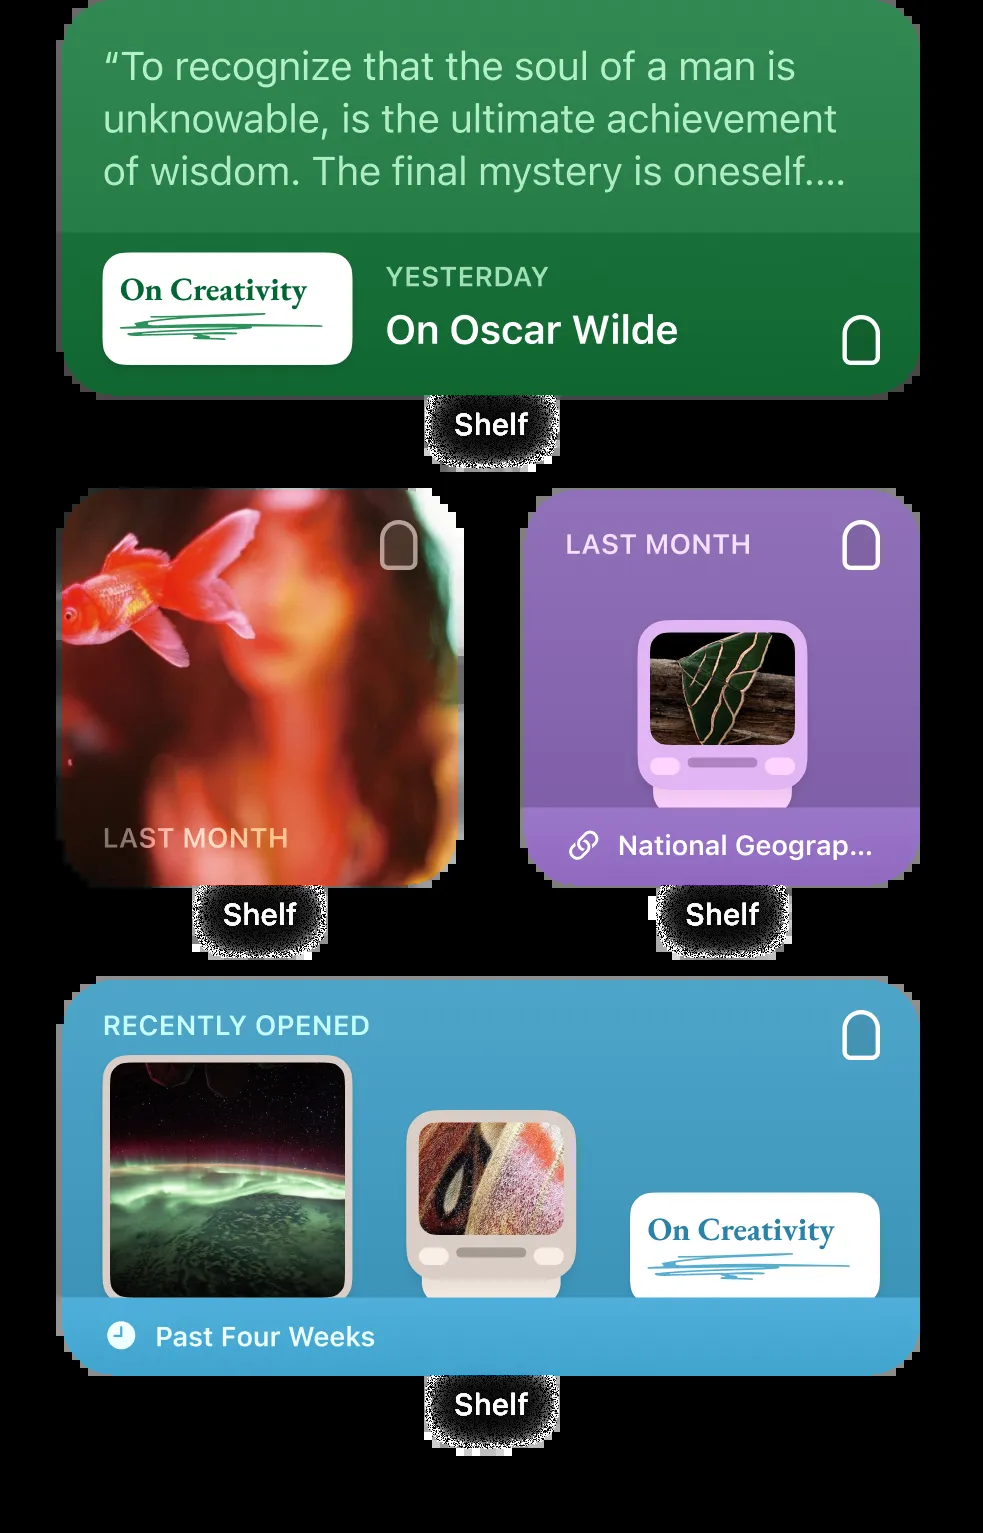 “To recognize that the soul of a man is
unknowable, is the ultimate achievement
of wisdom. The final mystery is oneself....
On Creativity
YESTERDAY
On Oscar Wilde
Shelf
LAST MONTH
Shelf
LAST MONTH
National Geograp...
Shelf
RECENTLY OPENED
On Creativity
Past Four Weeks
Shelf